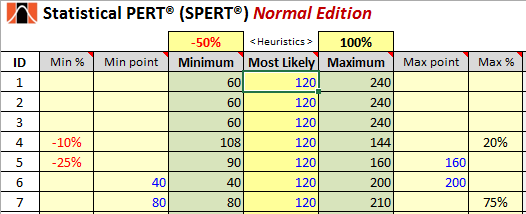 Statistical PERT® (SPERT®) Normal Edition
-50% <Heuristics> 100%
ID Min % Min point Minimum Most Likely Maximum Max point Max %
1 60 120 240
2 60 120 240
3 60 120 240
4 -10% 108 120 144 20%
5 -25% 90 120 160 160
6 40 40 120 200 200
7 80 80 120 210 75%